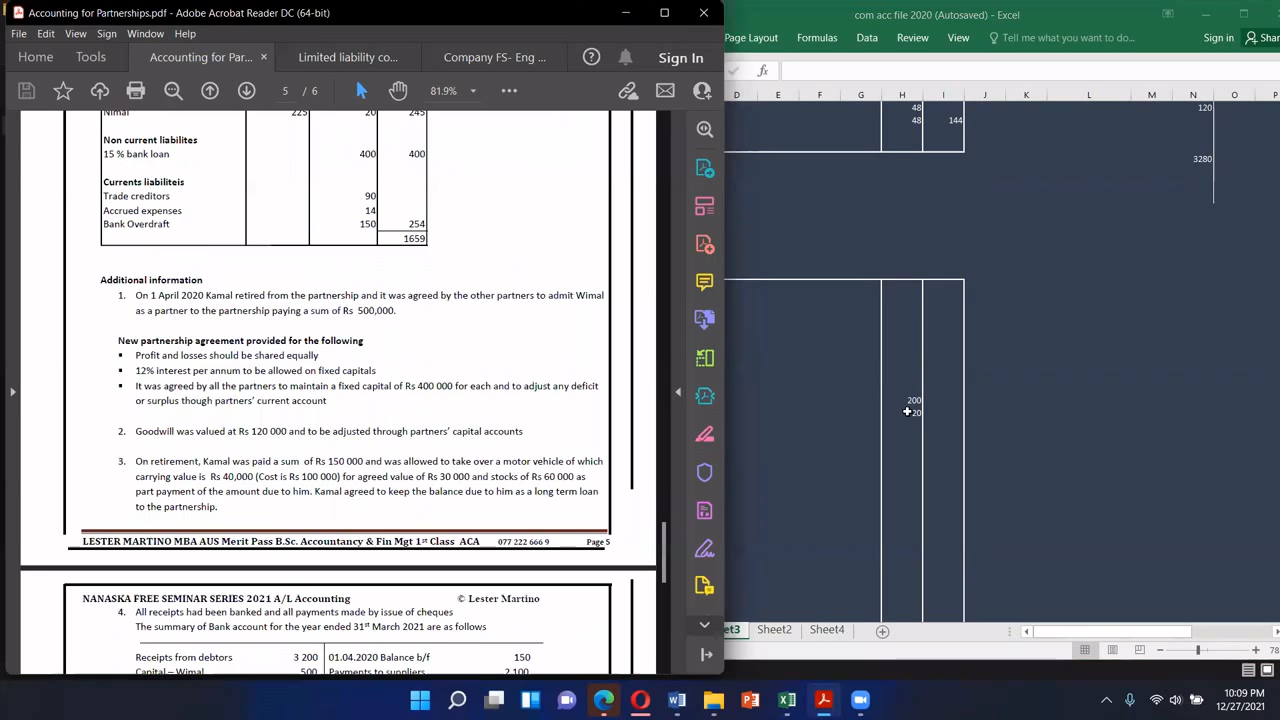 Accounting for Partnerships.pdf - Adobe Acrobat Reader DC (64-bit)
File Edit View Sign Window Help
Home Tools Accounting for Par... × Limited liability co... Company FS- Eng ... Sign In
5 / 6 81.9%
Nimal 225 20 245
Non current liabilites
15 % bank loan 400 400
Currents liabiliteis
Trade creditors 90
Accrued expenses 14
Bank Overdraft 150 254
1659
Additional information
1. On 1 April 2020 Kamal retired from the partnership and it was agreed by the other partners to admit Wimal
as a partner to the partnership paying a sum of Rs 500,000.
New partnership agreement provided for the following
▪ Profit and losses should be shared equally
▪ 12% interest per annum to be allowed on fixed capitals
▪ It was agreed by all the partners to maintain a fixed capital of Rs 400 000 for each and to adjust any deficit
or surplus though partners' current account
2. Goodwill was valued at Rs 120 000 and to be adjusted through partners' capital accounts
3. On retirement, Kamal was paid a sum of Rs 150 000 and was allowed to take over a motor vehicle of which
carrying value is Rs 40,000 (Cost is Rs 100 000) for agreed value of Rs 30 000 and stocks of Rs 60 000 as
part payment of the amount due to him. Kamal agreed to keep the balance due to him as a long term loan
to the partnership.
LESTER MARTINO MBA AUS Merit Pass B.Sc. Accountancy & Fin Mgt 1st Class ACA 077 222 666 9 Page 5
NANASKA FREE SEMINAR SERIES 2021 A/L Accounting © Lester Martino
4. All receipts had been banked and all payments made by issue of cheques
The summary of Bank account for the year ended 31st March 2021 are as follows
Receipts from debtors 3 200 01.04.2020 Balance b/f 150
Capital – Wimal 500 Payments to suppliers 2,100
com acc file 2020 (Autosaved) - Excel
Page Layout Formulas Data Review View Tell me what you want to do... Sign in Shar
fx
D E F G H I J K L M N O P
48 120
48 144
3280
200
20
eet3 Sheet2 Sheet4
78
10:09 PM
12/27/2021